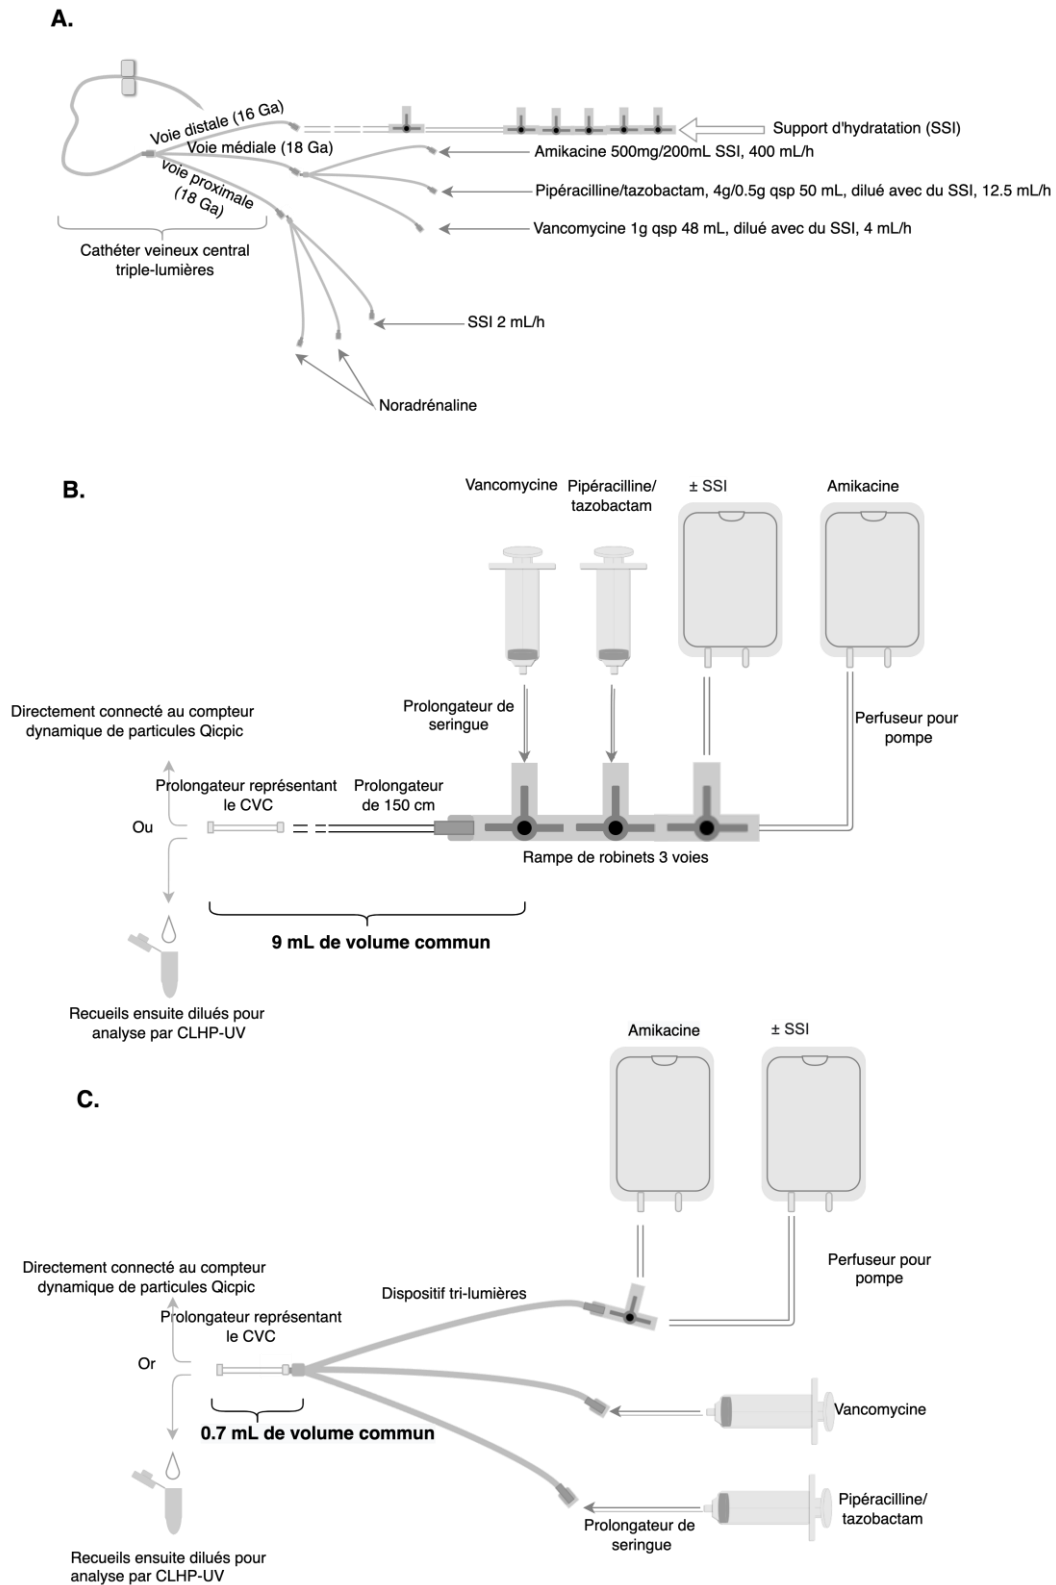 A.
Voie distale (16 Ga)
Support d'hydratation (SSI)
Voie médiale (18 Ga)
Amikacine 500mg/200mL SSI, 400 mL/h
voie proximale
(18 Ga)
Pipéracilline/tazobactam, 4g/0.5g qsp 50 mL, dilué avec du SSI, 12.5 mL/h
Vancomycine 1g qsp 48 mL, dilué avec du SSI, 4 mL/h
Cathéter veineux central
triple-lumières
SSI 2 mL/h
Noradrénaline
B.
Vancomycine
Pipéracilline/
tazobactam
± SSI
Amikacine
Prolongateur de
seringue
Directement connecté au compteur
dynamique de particules Qicpic
Perfuseur pour
pompe
Prolongateur représentant
le CVC
Prolongateur
de 150 cm
Ou
Rampe de robinets 3 voies
9 mL de volume commun
Recueils ensuite dilués pour
analyse par CLHP-UV
C.
Amikacine
± SSI
Directement connecté au compteur
dynamique de particules Qicpic
Dispositif tri-lumières
Perfuseur pour
pompe
Prolongateur représentant
le CVC
Or
0.7 mL de volume commun
Vancomycine
Pipéracilline/
tazobactam
Prolongateur de
seringue
Recueils ensuite dilués pour
analyse par CLHP-UV